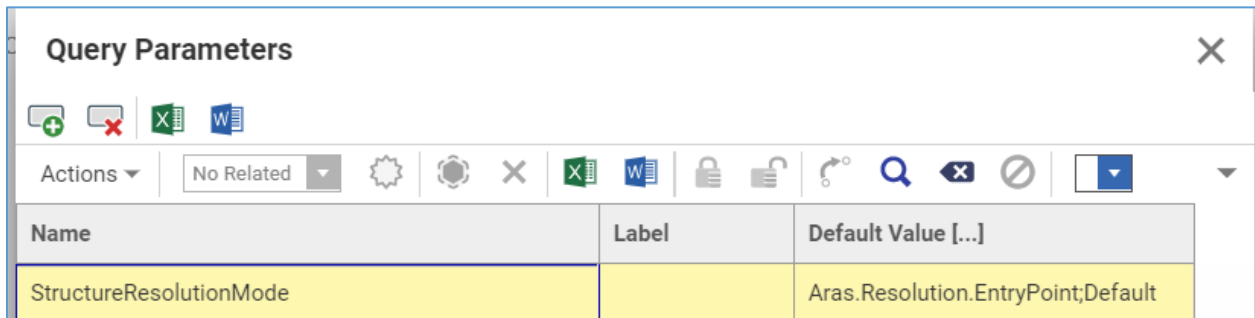 Query Parameters
Actions No Related
Name Label Default Value [...]
StructureResolutionMode Aras.Resolution.EntryPoint;Default